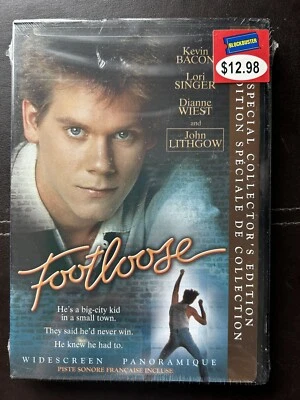 BLOCKBUSTER
$12.98
Kevin
BACON
Lori
SINGER
Dianne
WIEST
and
John
LITHGOW
SPECIAL COLLECTOR'S EDITION
ÉDITION SPÉCIALE DE COLLECTION
Footloose
He's a big-city kid
in a small town.
They said he'd never win.
He knew he had to.
WIDESCREEN PANORAMIQUE
PISTE SONORE FRANÇAISE INCLUSE